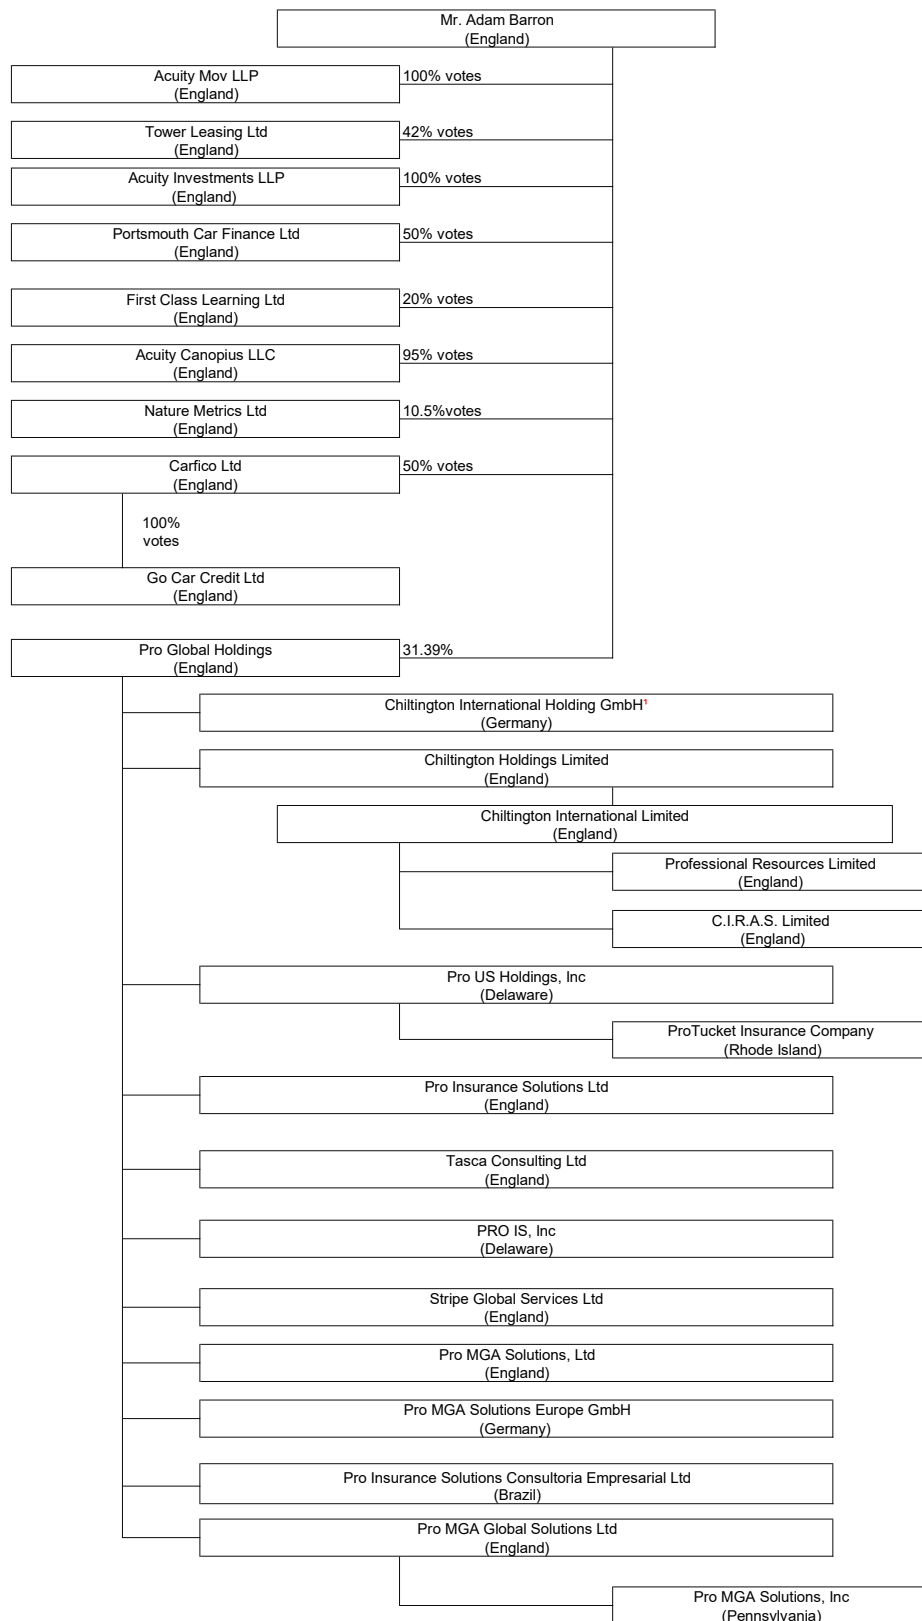 Mr. Adam Barron
(England)
Acuity Mov LLP
(England)
100% votes
Tower Leasing Ltd
(England)
42% votes
Acuity Investments LLP
(England)
100% votes
Portsmouth Car Finance Ltd
(England)
50% votes
First Class Learning Ltd
(England)
20% votes
Acuity Canopius LLC
(England)
95% votes
Nature Metrics Ltd
(England)
10.5%votes
Carfico Ltd
(England)
50% votes
100%
votes
Go Car Credit Ltd
(England)
Pro Global Holdings
(England)
31.39%
Chiltington International Holding GmbH¹
(Germany)
Chiltington Holdings Limited
(England)
Chiltington International Limited
(England)
Professional Resources Limited
(England)
C.I.R.A.S. Limited
(England)
Pro US Holdings, Inc
(Delaware)
ProTucket Insurance Company
(Rhode Island)
Pro Insurance Solutions Ltd
(England)
Tasca Consulting Ltd
(England)
PRO IS, Inc
(Delaware)
Stripe Global Services Ltd
(England)
Pro MGA Solutions, Ltd
(England)
Pro MGA Solutions Europe GmbH
(Germany)
Pro Insurance Solutions Consultoria Empresarial Ltd
(Brazil)
Pro MGA Global Solutions Ltd
(England)
Pro MGA Solutions, Inc
(Pennsylvania)